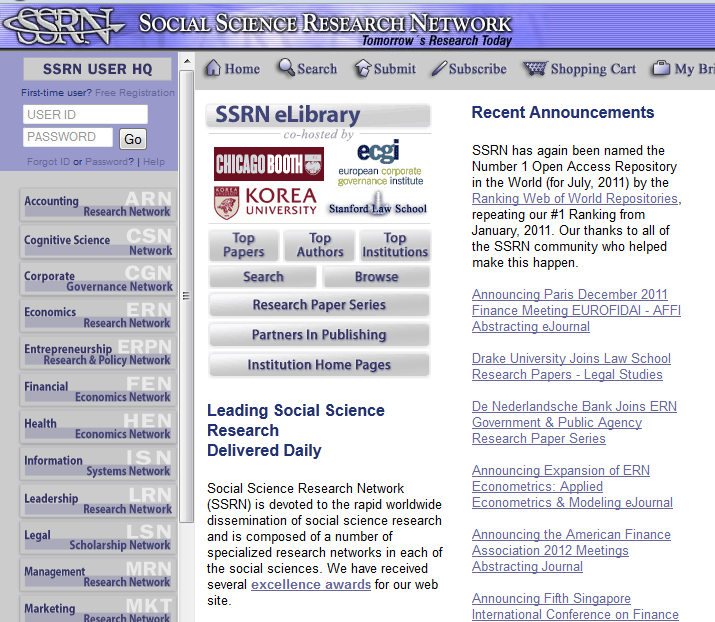 SSRN SOCIAL SCIENCE RESEARCH NETWORK
Tomorrow´s Research Today
SSRN USER HQ
First-time user? Free Registration
USER ID
PASSWORD
Go
Forgot ID or Password? | Help
Accounting ARN
Research Network
Cognitive Science CSN
Network
Corporate CGN
Governance Network
Economics ERN
Research Network
Entrepreneurship ERPN
Research & Policy Network
Financial FEN
Economics Network
Health HEN
Economics Network
Information ISN
Systems Network
Leadership LRN
Research Network
Legal LSN
Scholarship Network
Management MRN
Research Network
Marketing MKT
Research Network
Home Search Submit Subscribe Shopping Cart My Bri
SSRN eLibrary
co-hosted by
CHICAGO BOOTH
ecgi
european corporate
governance institute
KOREA
UNIVERSITY
KOREA
UNIVERSITY
Stanford Law School
Top
Papers
Top
Authors
Top
Institutions
Search
Browse
Research Paper Series
Partners In Publishing
Institution Home Pages
Leading Social Science
Research
Delivered Daily
Social Science Research Network
(SSRN) is devoted to the rapid worldwide
dissemination of social science research
and is composed of a number of
specialized research networks in each of
the social sciences. We have received
several excellence awards for our web
site.
Recent Announcements
SSRN has again been named the
Number 1 Open Access Repository
in the World (for July, 2011) by the
Ranking Web of World Repositories,
repeating our #1 Ranking from
January, 2011. Our thanks to all of
the SSRN community who helped
make this happen.
Announcing Paris December 2011
Finance Meeting EUROFIDAI - AFFI
Abstracting eJournal
Drake University Joins Law School
Research Papers - Legal Studies
De Nederlandsche Bank Joins ERN
Government & Public Agency
Research Paper Series
Announcing Expansion of ERN
Econometrics: Applied
Econometrics & Modeling eJournal
Announcing the American Finance
Association 2012 Meetings
Abstracting Journal
Announcing Fifth Singapore
International Conference on Finance